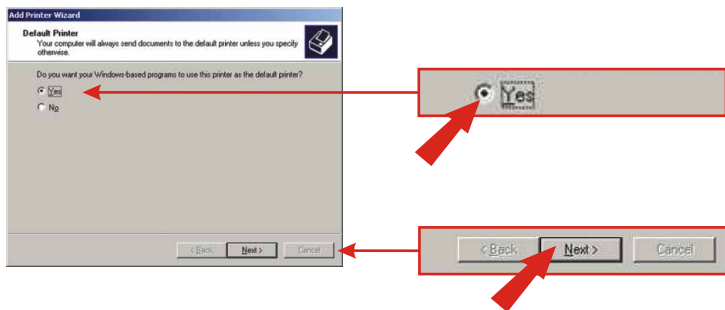 Add Printer Wizard
Default Printer
Your computer will always send documents to the default printer unless you specify
otherwise.
Do you want your Windows-based programs to use this printer as the default printer?
Yes
No
< Back
Next >
Cancel
Yes
< Back
Next >
Cancel